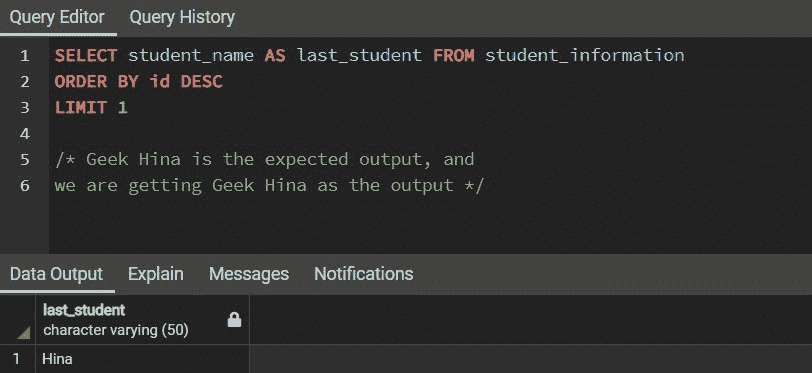 Query Editor Query History
1 SELECT student_name AS last_student FROM student_information
2 ORDER BY id DESC
3 LIMIT 1
4
5 /* Geek Hina is the expected output, and
6 we are getting Geek Hina as the output */
Data Output Explain Messages Notifications
last_student
character varying (50)
1 Hina